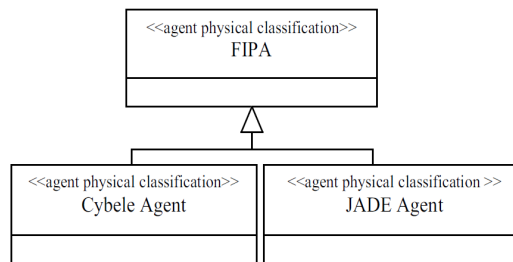 <<agent physical classification>>
FIPA
<<agent physical classification>>
Cybele Agent
<<agent physical classification >>
JADE Agent